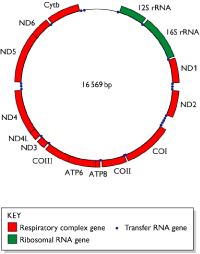 Cytb
12S rRNA
ND6
16S rRNA
ND5
ND1
16 569 bp
ND2
ND4
COI
ND4L
ND3
COIII
COII
ATP6
ATP8
KEY
Respiratory complex gene
Transfer RNA gene
Ribosomal RNA gene